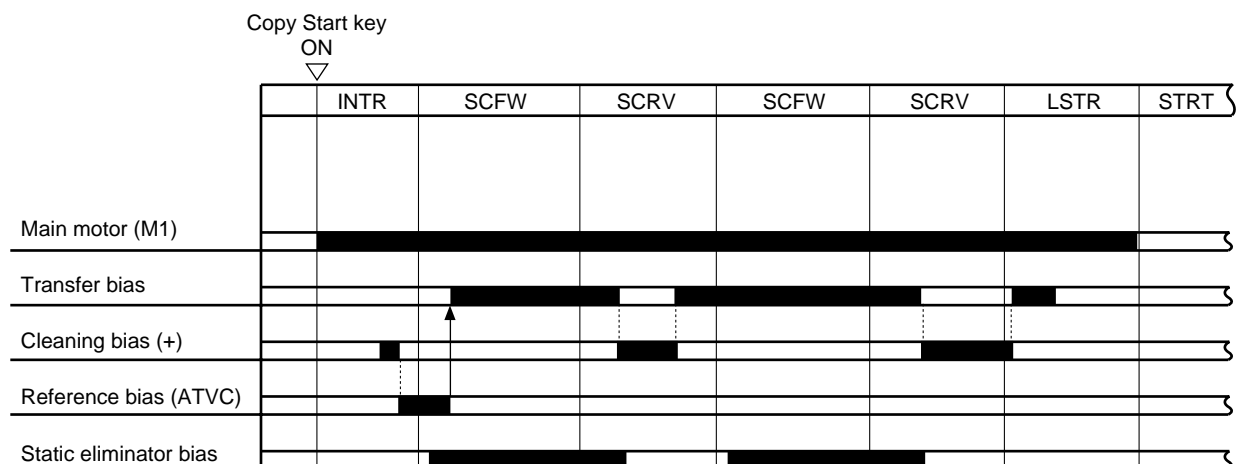 Copy Start key
ON
INTR SCFW SCRV SCFW SCRV LSTR STRT
Main motor (M1)
Transfer bias
Cleaning bias (+)
Reference bias (ATVC)
Static eliminator bias